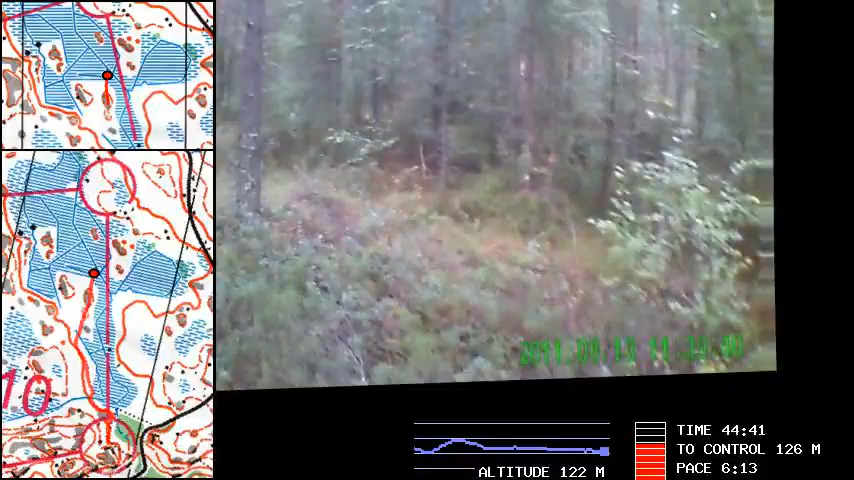 10
TIME 44:41
TO CONTROL 126 M
ALTITUDE 122 M
PACE 6:13